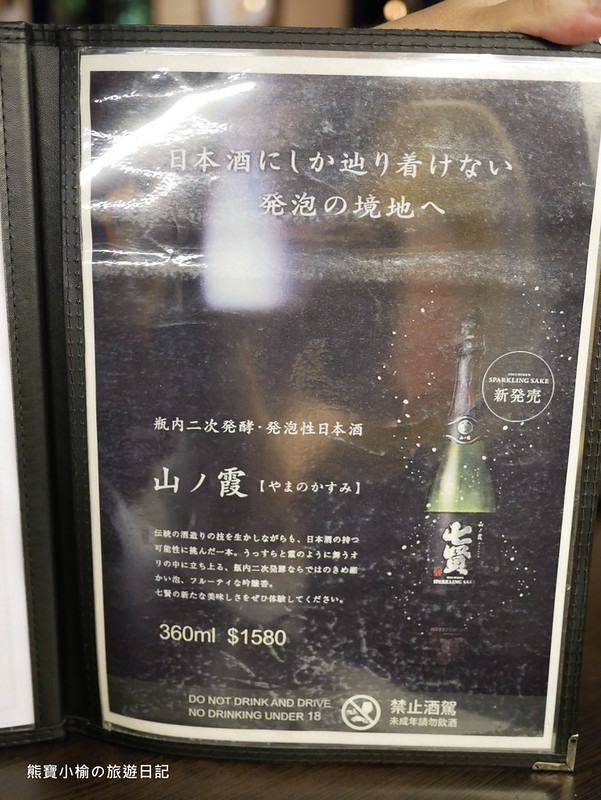 日本酒にしか辿り着けない
発泡の境地へ
SPARKLING SAKE
新発売
瓶内二次発酵・発泡性日本酒
山ノ霞【やまのかすみ】
伝統の酒造りの技を生かしながらも、日本酒の持つ
可能性に挑んだ一本。うっすらと霞のように舞うオ
リの中に立ち上る、瓶内二次発酵ならではのきめ細
かい泡、フルーティな吟醸香。
七賢の新たな美味しさをぜひ体験してください。
山ノ霞
七賢
SPARKLING SAKE
360ml $1580
DO NOT DRINK AND DRIVE
NO DRINKING UNDER 18
禁止酒駕
未成年請勿飲酒
熊寶小榆の旅遊日記